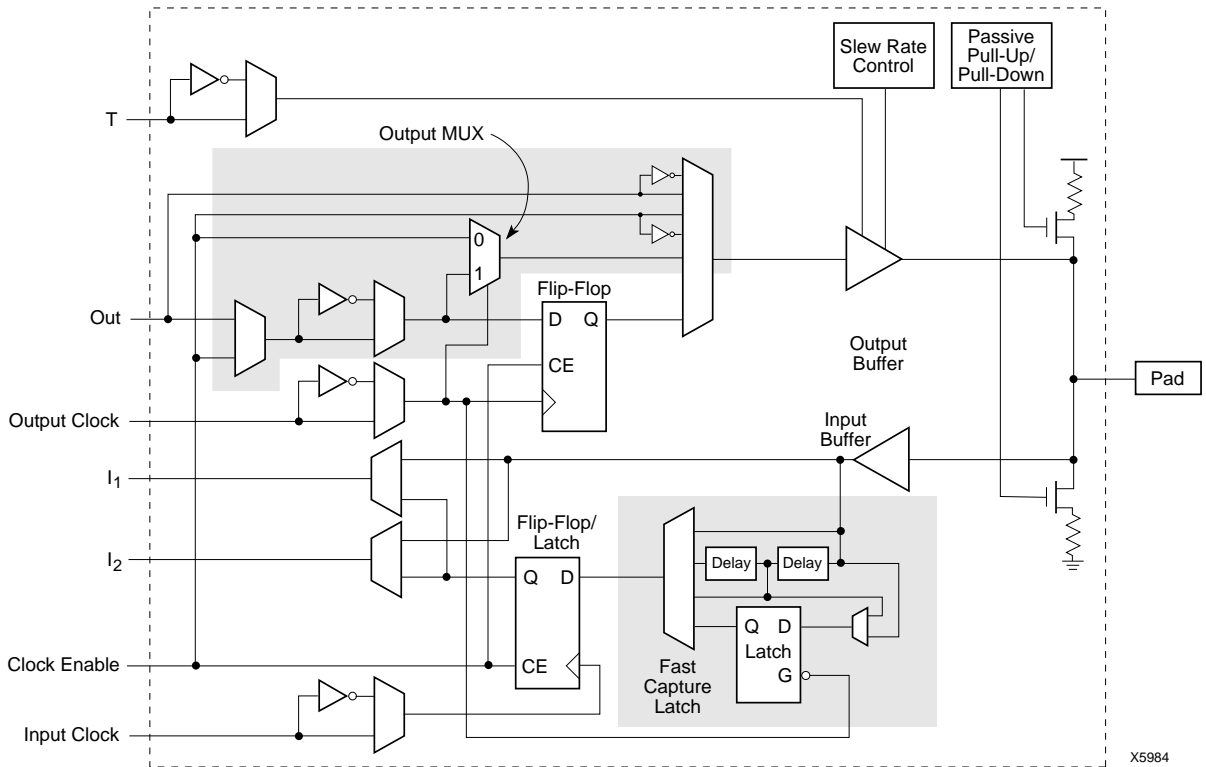 Slew Rate
Control
Passive
Pull-Up/
Pull-Down
T
Output MUX
0
1
Flip-Flop
Out
D
Q
CE
Output
Buffer
Pad
Output Clock
Input
Buffer
I1
Flip-Flop/
Latch
I2
Delay
Delay
Q
D
Q
D
Latch
G
Clock Enable
CE
Fast
Capture
Latch
Input Clock
X5984